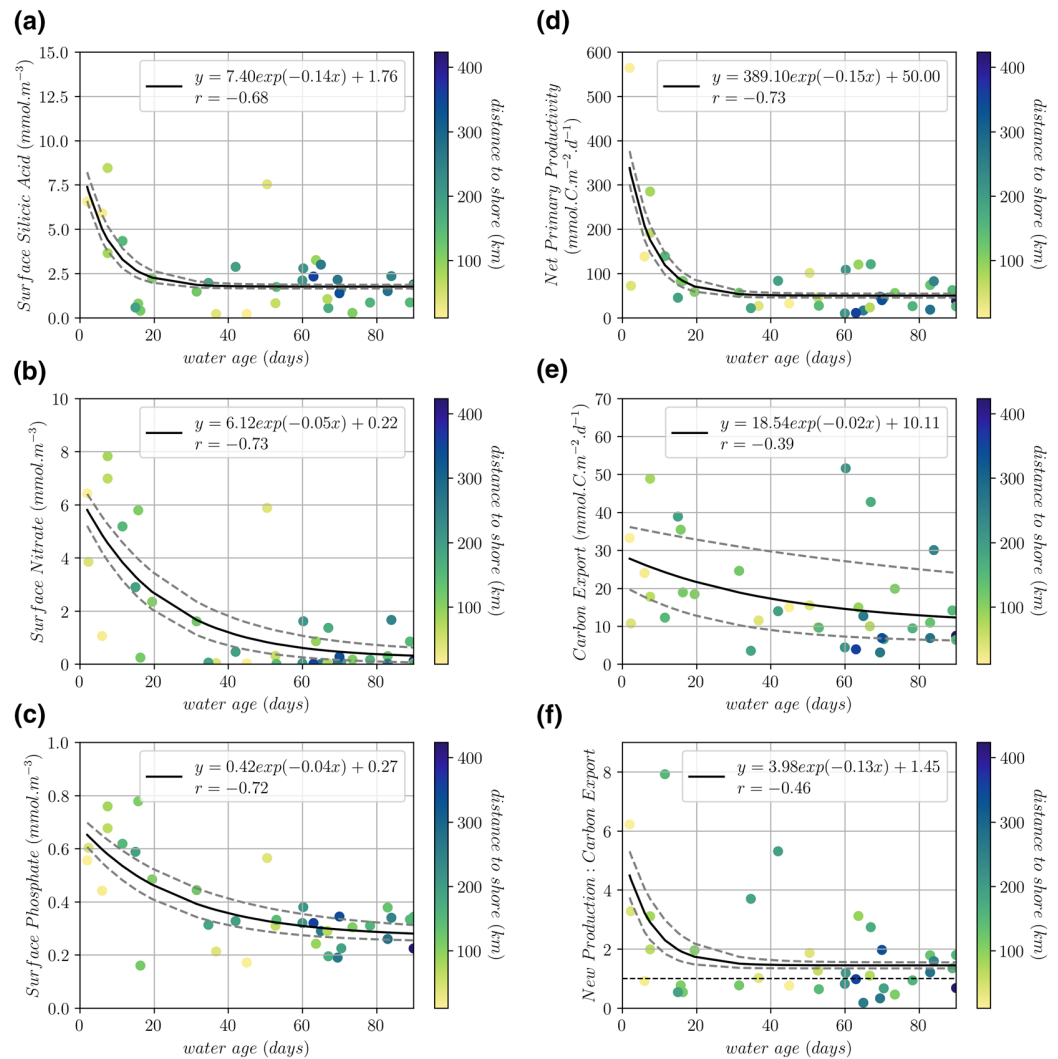 (a)
15.0
12.5
10.0
7.5
5.0
2.5
0.0
Surface Silicic Acid (mmol.m⁻³)
y = 7.40exp(−0.14x) + 1.76
r = −0.68
0 20 40 60 80
water age (days)
400
300
200
100
distance to shore (km)
(d)
600
500
400
300
200
100
0
Net Primary Productivity
(mmol.C.m⁻².d⁻¹)
y = 389.10exp(−0.15x) + 50.00
r = −0.73
0 20 40 60 80
water age (days)
400
300
200
100
distance to shore (km)
(b)
10
8
6
4
2
0
Surface Nitrate (mmol.m⁻³)
y = 6.12exp(−0.05x) + 0.22
r = −0.73
0 20 40 60 80
water age (days)
400
300
200
100
distance to shore (km)
(e)
70
60
50
40
30
20
10
0
Carbon Export (mmol.C.m⁻².d⁻¹)
y = 18.54exp(−0.02x) + 10.11
r = −0.39
0 20 40 60 80
water age (days)
400
300
200
100
distance to shore (km)
(c)
1.0
0.8
0.6
0.4
0.2
0.0
Surface Phosphate (mmol.m⁻³)
y = 0.42exp(−0.04x) + 0.27
r = −0.72
0 20 40 60 80
water age (days)
400
300
200
100
distance to shore (km)
(f)
8
6
4
2
0
New Production : Carbon Export
y = 3.98exp(−0.13x) + 1.45
r = −0.46
0 20 40 60 80
water age (days)
400
300
200
100
distance to shore (km)